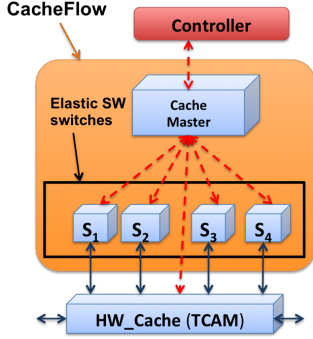 CacheFlow
Controller
Elastic SW
switches
Cache
Master
S1
S2
S3
S4
HW_Cache (TCAM)